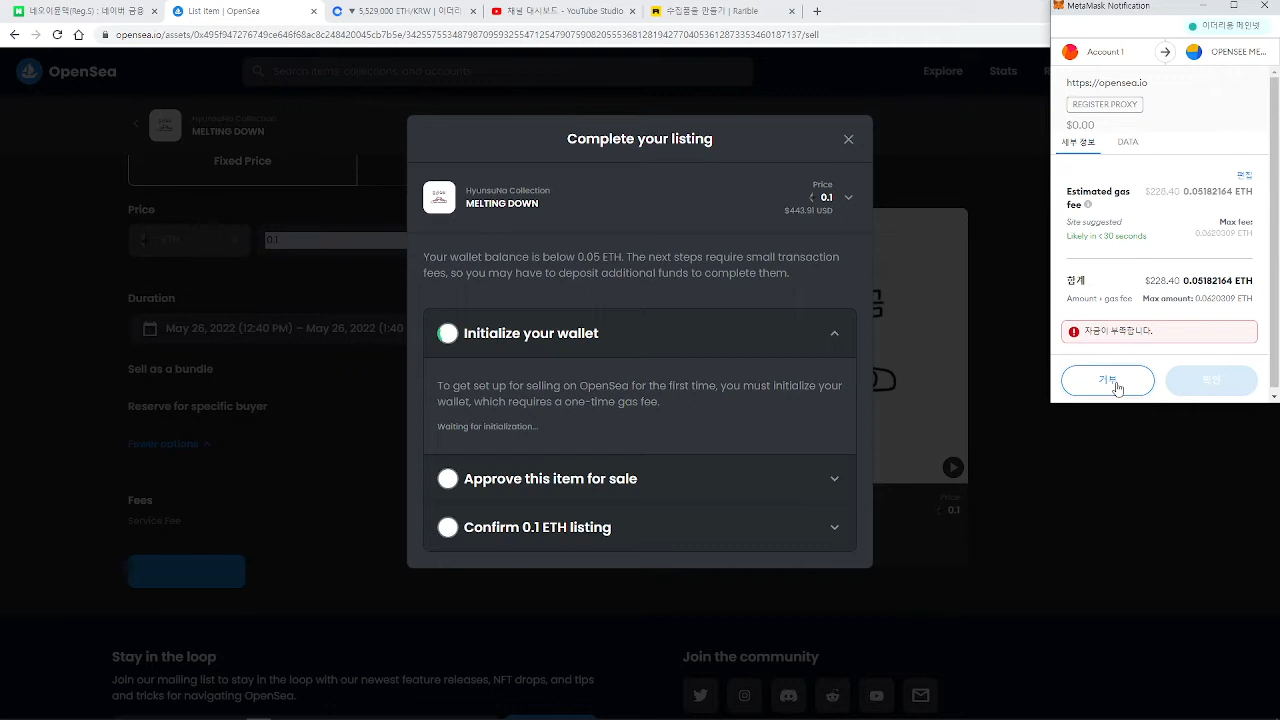 네오이뮨텍(Reg.S) : 네이버 금융
List Item | OpenSea
▼ 5,529,000 ETH/KRW | 이더리
채널 대시보드 - YouTube Studio
수집품을 만들기 | Rarible
OpenSea
Search items, collections, and accounts
Explore
Stats
HyunsuNa Collection
MELTING DOWN
Fixed Price
Price
ETH
0.1
Duration
May 26, 2022 (12:40 PM) – May 26, 2022 (1:40
Sell as a bundle
Reserve for specific buyer
Fewer options
Fees
Service Fee
Complete your listing
HyunsuNa Collection
MELTING DOWN
Price
0.1
$443.91 USD
Your wallet balance is below 0.05 ETH. The next steps require small transaction
fees, so you may have to deposit additional funds to complete them.
Initialize your wallet
To get set up for selling on OpenSea for the first time, you must initialize your
wallet, which requires a one-time gas fee.
Waiting for initialization...
Approve this item for sale
Confirm 0.1 ETH listing
Price
0.1
MetaMask Notification
이더리움 메인넷
Account 1
OPENSEE ME...
https://opensea.io
REGISTER PROXY
$0.00
세부 정보
DATA
편집
Estimated gas
fee
$228.40 0.05182164 ETH
Site suggested
Max fee:
Likely in < 30 seconds
0.0620309 ETH
합계
$228.40 0.05182164 ETH
Amount + gas fee
Max amount: 0.0620309 ETH
자금이 부족합니다.
거부
확인
Stay in the loop
Join our mailing list to stay in the loop with our newest feature releases, NFT drops, and tips
and tricks for navigating OpenSea.
Join the community